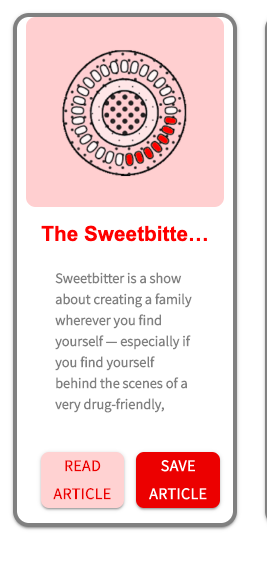 The Sweetbitte...
Sweetbitter is a show
about creating a family
wherever you find
yourself — especially if
you find yourself
behind the scenes of a
very drug-friendly,
READ SAVE
ARTICLE ARTICLE